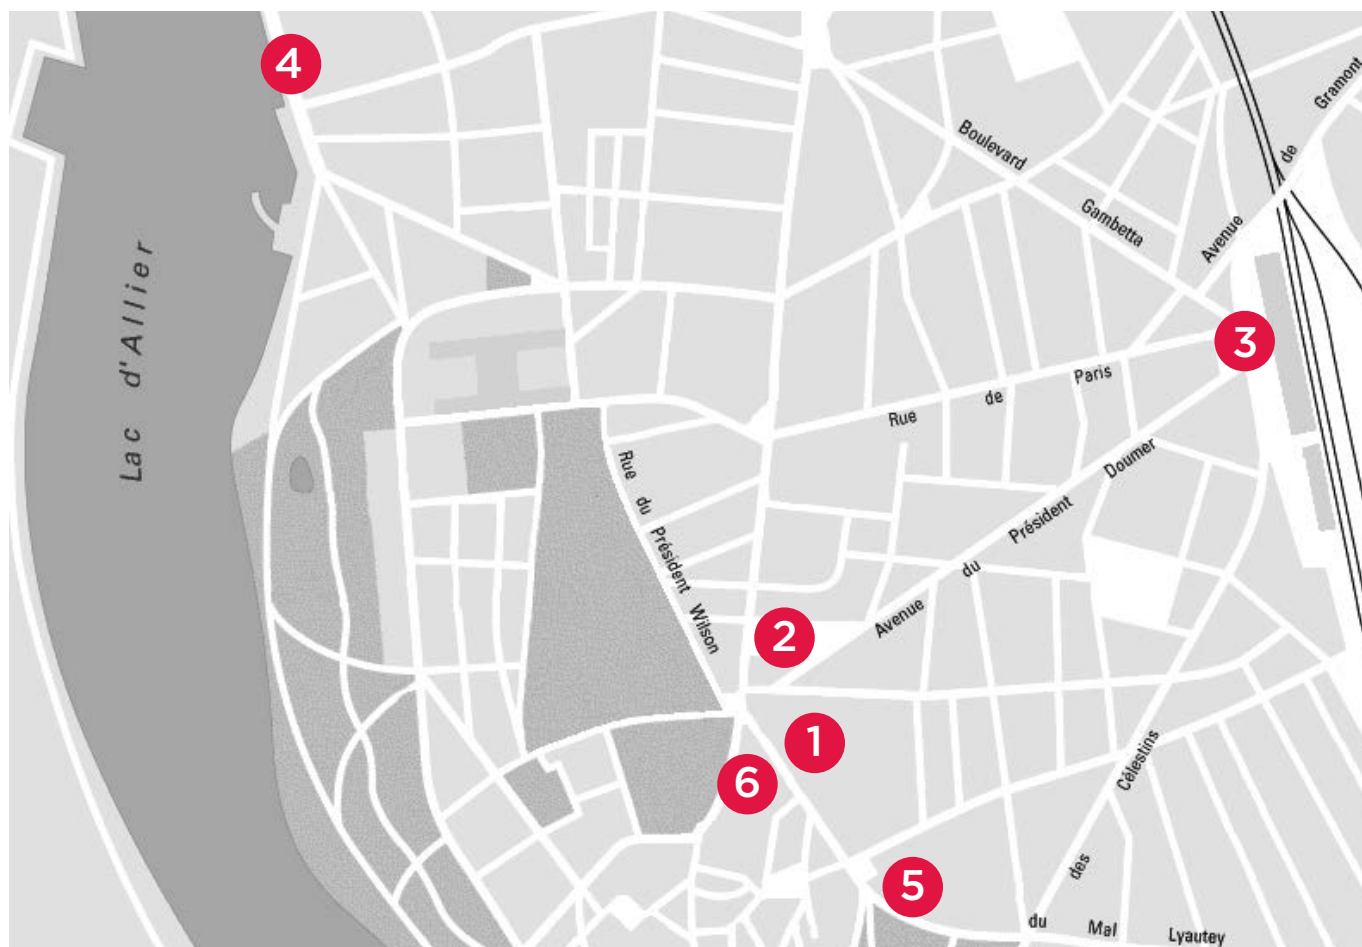 4
Boulevard
Gambetta
Avenue de Gramont
Lac d'Allier
3
Rue de Paris
Rue du Président Wilson
Avenue du Président Doumer
2
1
6
des Célestins
5
du Mal Lyautey